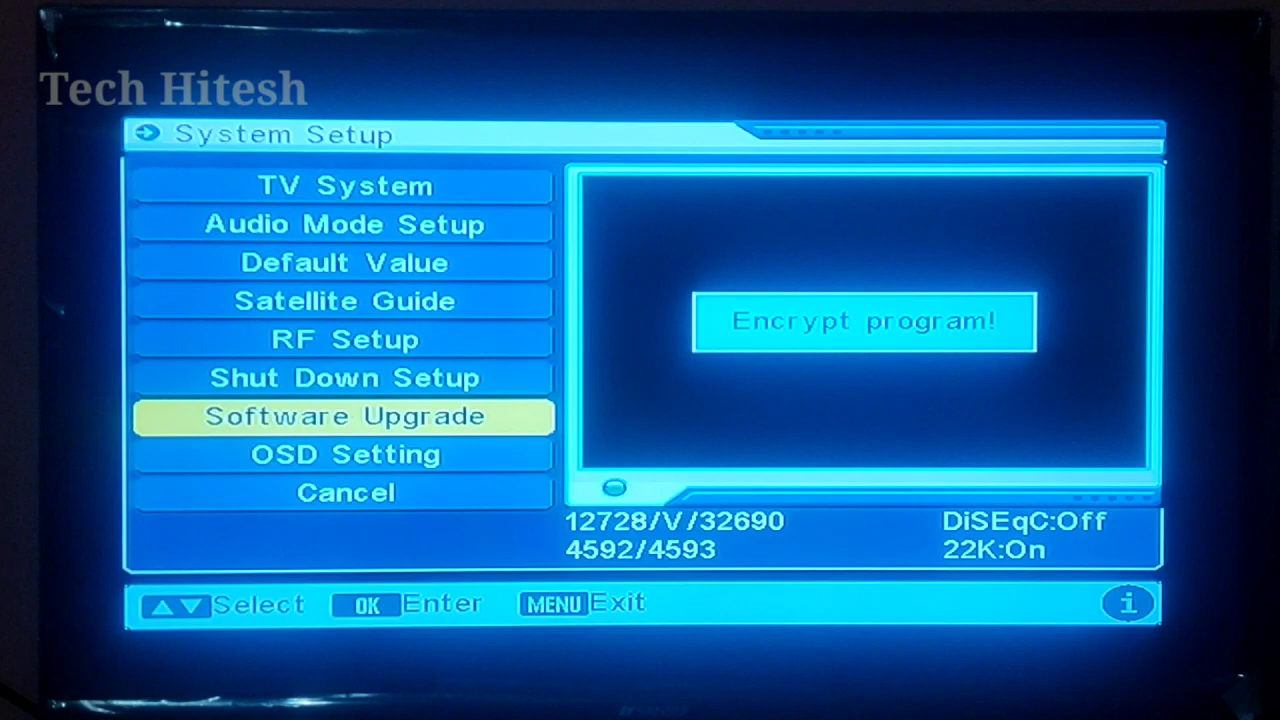 Tech Hitesh
System Setup
TV System
Audio Mode Setup
Default Value
Satellite Guide
RF Setup
Shut Down Setup
Software Upgrade
OSD Setting
Cancel
Encrypt program!
12728/V/32690 DiSEqC:Off
4592/4593 22K:On
▲▼Select OK Enter MENU Exit i